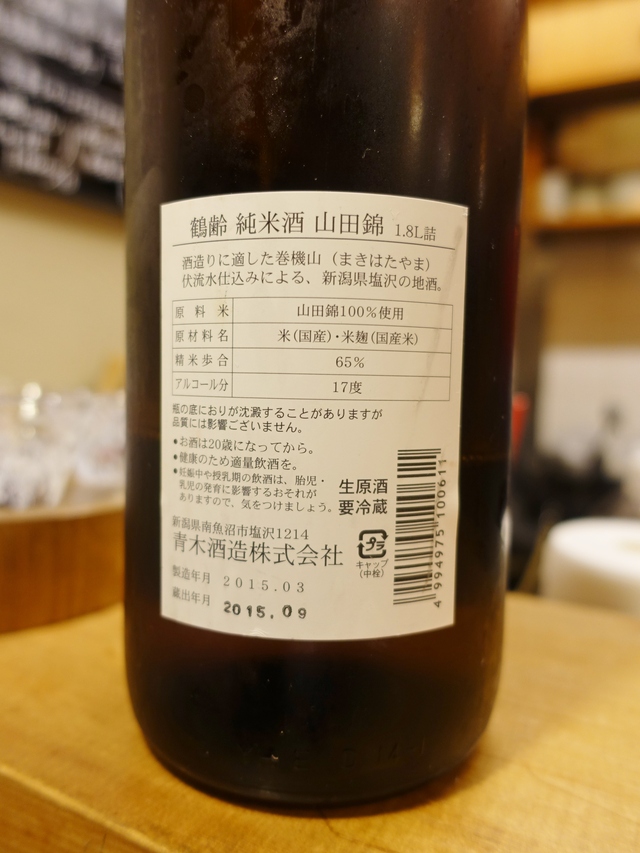 鶴齢 純米酒 山田錦 1.8L詰
酒造りに適した巻機山（まきはたやま）
伏流水仕込みによる、新潟県塩沢の地酒。
原料米 山田錦100%使用
原材料名 米(国産)・米麹(国産米)
精米歩合 65%
アルコール分 17度
瓶の底におりが沈澱することがありますが
品質には影響ございません。
●お酒は20歳になってから。
●健康のため適量飲酒を。
●妊娠中や授乳期の飲酒は、胎児・
乳児の発育に影響するおそれが
ありますので、気をつけましょう。
生原酒
要冷蔵
新潟県南魚沼市塩沢1214
青木酒造株式会社
プラ
キャップ
（中栓）
製造年月 2015.03
蔵出年月 2015.09
4 994975 100611